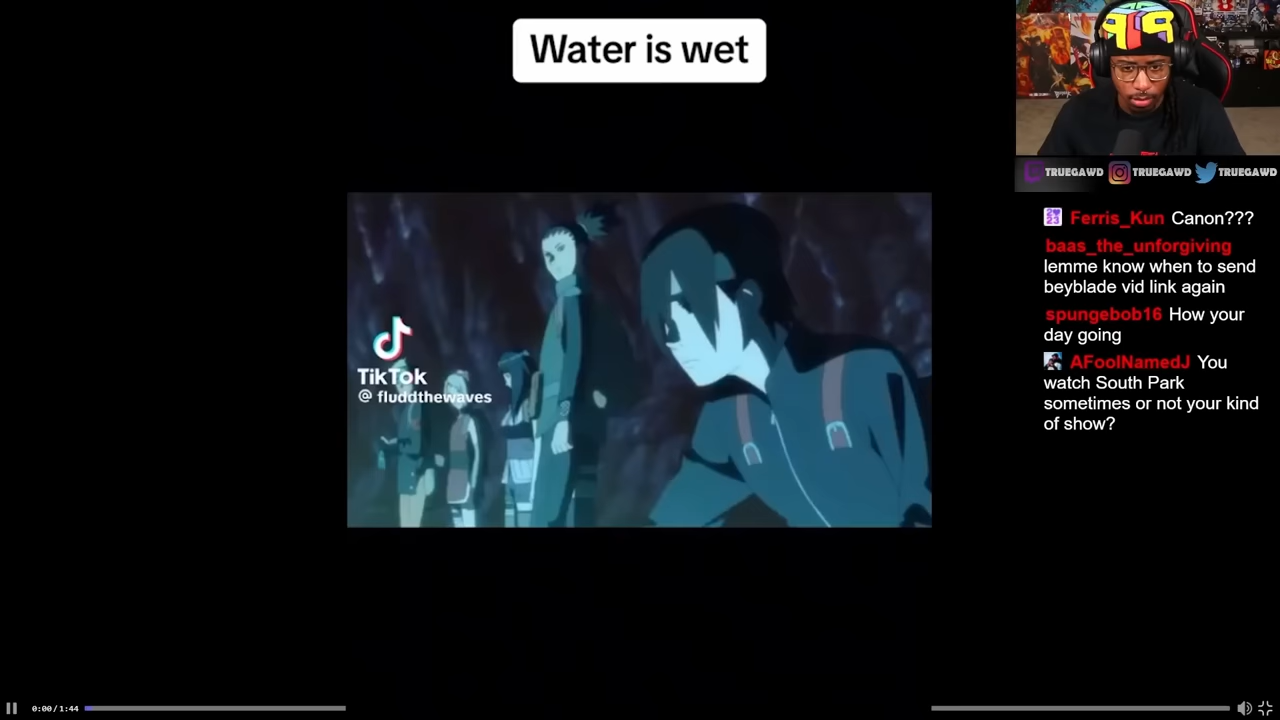 Water is wet
TikTok
@ fluddthewaves
TRUEGAWD TRUEGAWD TRUEGAWD
Ferris_Kun Canon???
baas_the_unforgiving
lemme know when to send
beyblade vid link again
spungebob16 How your
day going
AFoolNamedJ You
watch South Park
sometimes or not your kind
of show?
0:00/1:44